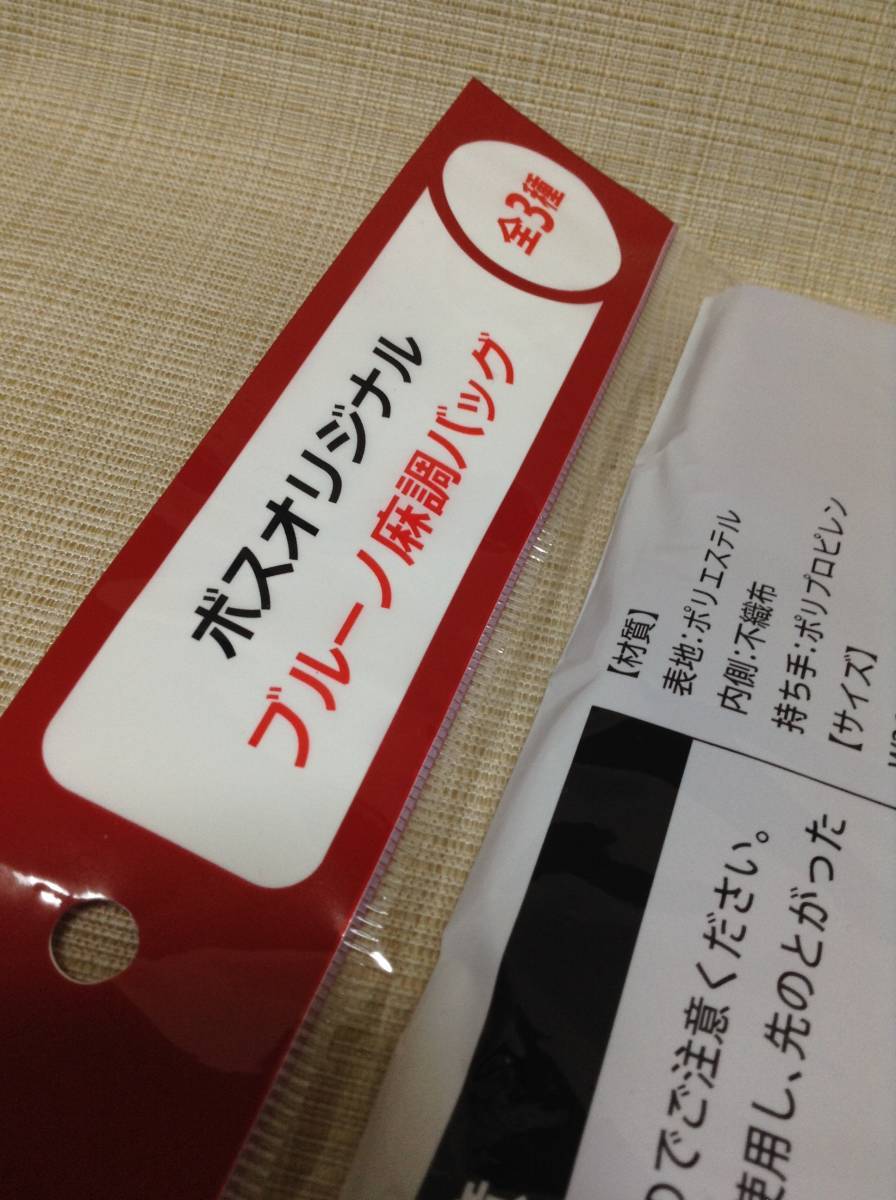 全3種
ボスオリジナル
ブルーノ麻調バッグ
【材質】
表地:ポリエステル
内側:不織布
持ち手:ポリプロピレン
【サイズ】
のでご注意ください。
使用し、先のとがった